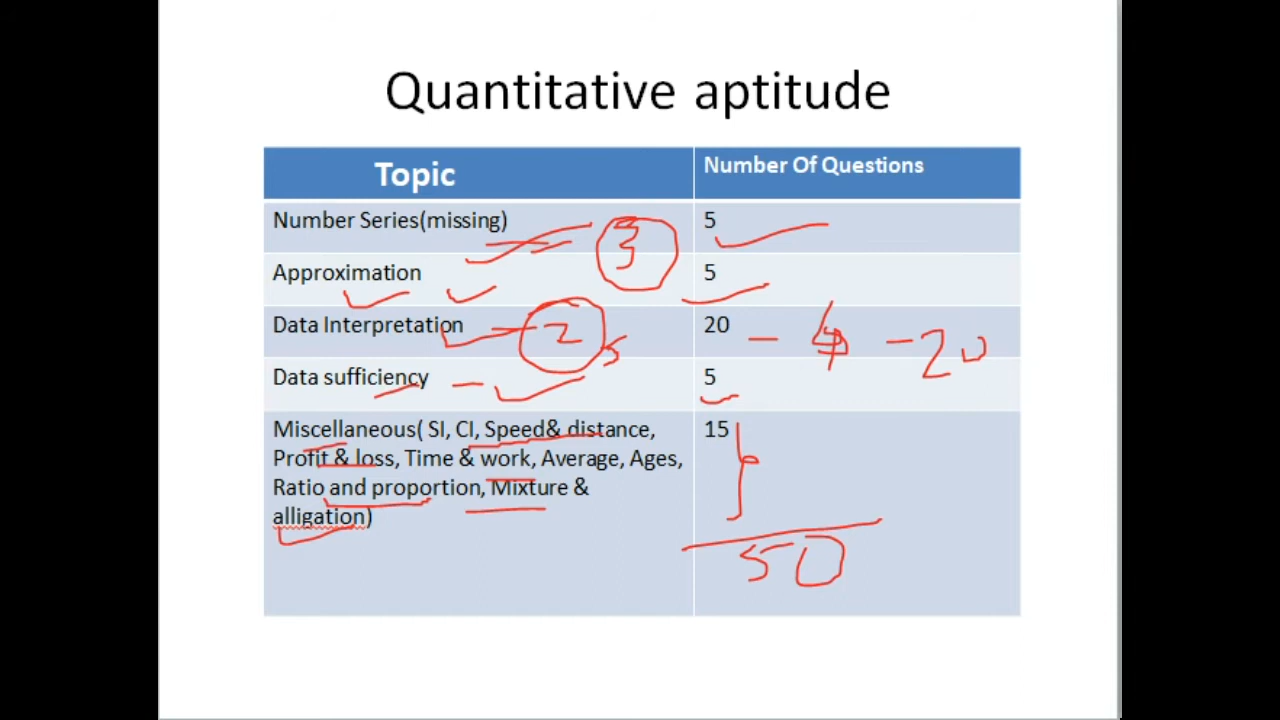 Quantitative aptitude
Topic Number Of Questions
Number Series(missing) 5
3
Approximation 5
Data Interpretation 20
2 5 - 4 - 20
Data sufficiency 5
Miscellaneous( SI, CI, Speed& distance, 15
Profit & loss, Time & work, Average, Ages,
Ratio and proportion, Mixture &
alligation)
50